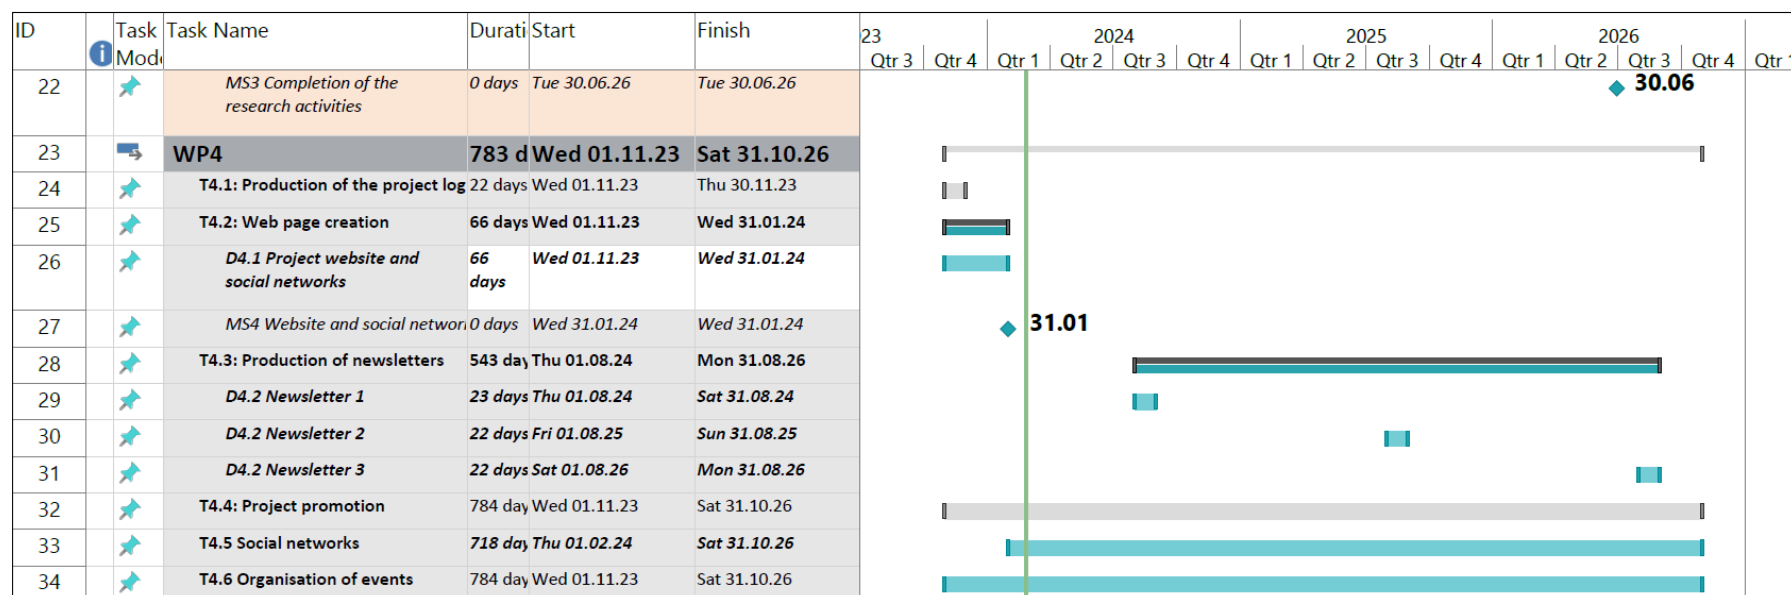 ID Task Task Name Durati Start Finish 23 2024 2025 2026
i Mode Qtr 3 Qtr 4 Qtr 1 Qtr 2 Qtr 3 Qtr 4 Qtr 1 Qtr 2 Qtr 3 Qtr 4 Qtr 1 Qtr 2 Qtr 3 Qtr 4 Qtr 1
22 MS3 Completion of the 0 days Tue 30.06.26 Tue 30.06.26 30.06
research activities
23 WP4 783 d Wed 01.11.23 Sat 31.10.26
24 T4.1: Production of the project log 22 days Wed 01.11.23 Thu 30.11.23
25 T4.2: Web page creation 66 days Wed 01.11.23 Wed 31.01.24
26 D4.1 Project website and 66 Wed 01.11.23 Wed 31.01.24
social networks days
27 MS4 Website and social networ 0 days Wed 31.01.24 Wed 31.01.24 31.01
28 T4.3: Production of newsletters 543 day Thu 01.08.24 Mon 31.08.26
29 D4.2 Newsletter 1 23 days Thu 01.08.24 Sat 31.08.24
30 D4.2 Newsletter 2 22 days Fri 01.08.25 Sun 31.08.25
31 D4.2 Newsletter 3 22 days Sat 01.08.26 Mon 31.08.26
32 T4.4: Project promotion 784 day Wed 01.11.23 Sat 31.10.26
33 T4.5 Social networks 718 day Thu 01.02.24 Sat 31.10.26
34 T4.6 Organisation of events 784 day Wed 01.11.23 Sat 31.10.26